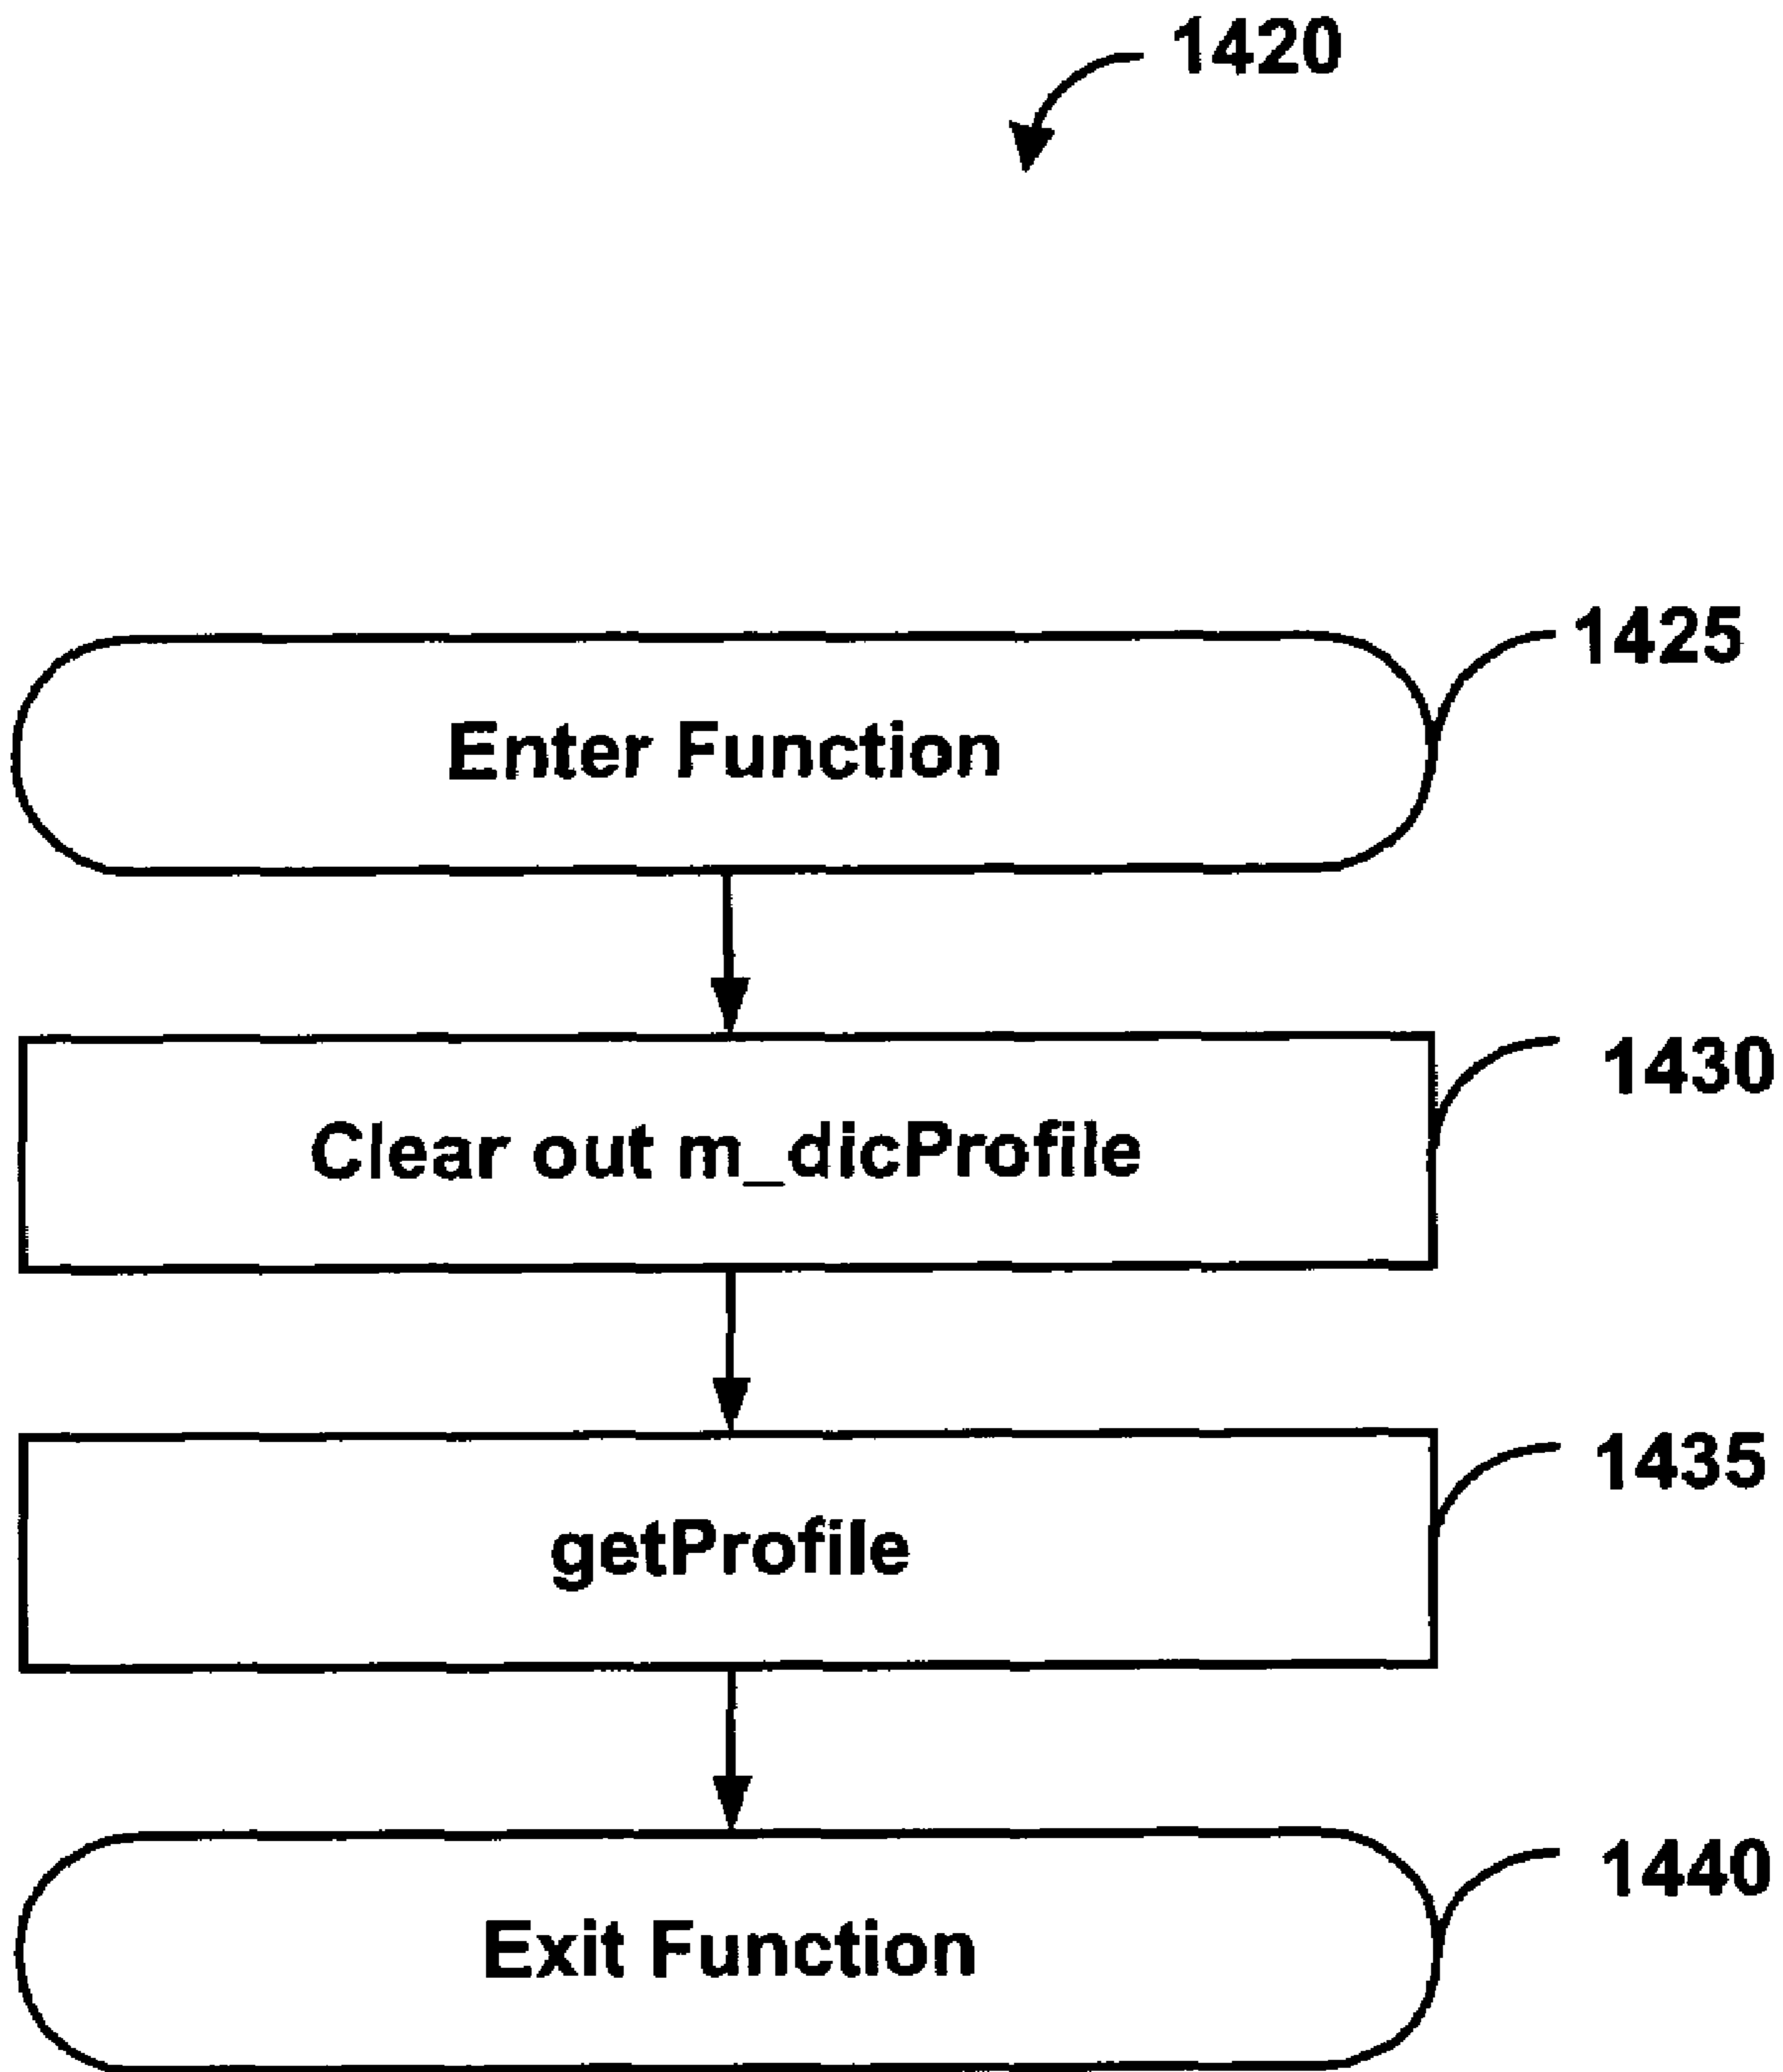 1420
1425
Enter Function
1430
Clear out m_dicProfile
1435
getProfile
1440
Exit Function